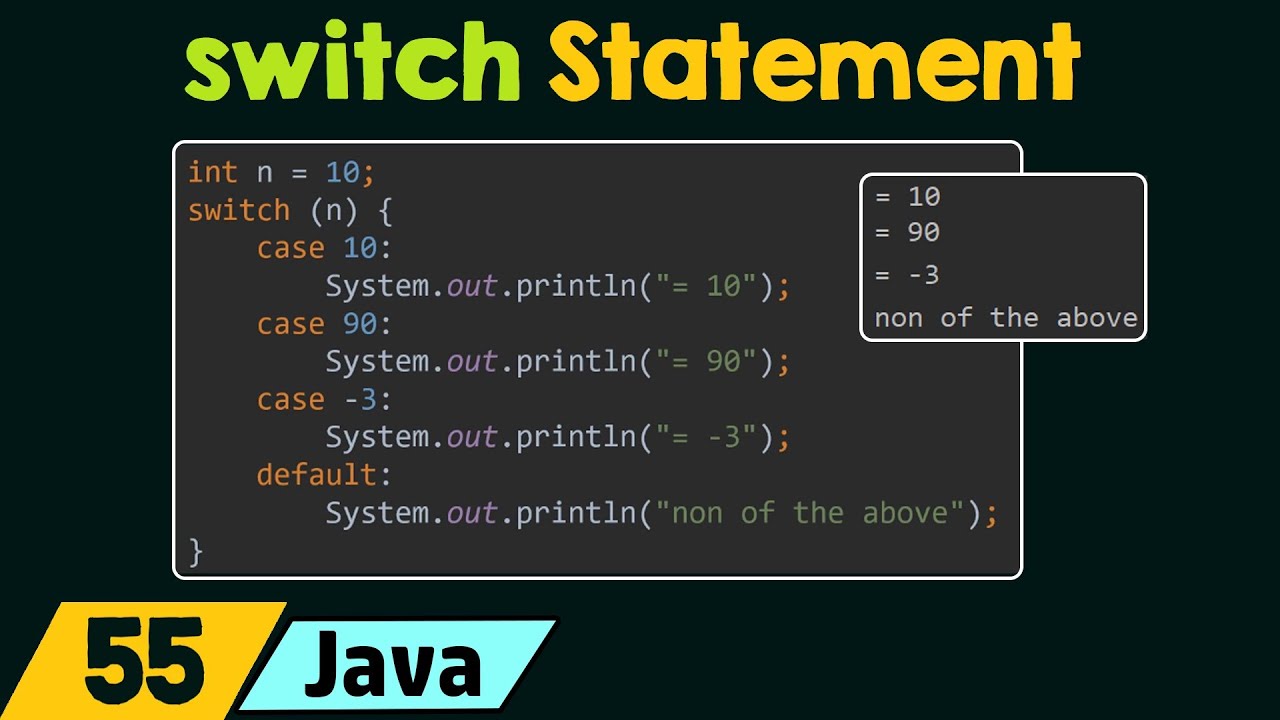 switch Statement
int n = 10;
switch (n) {
case 10:
System.out.println("= 10");
case 90:
System.out.println("= 90");
case -3:
System.out.println("= -3");
default:
System.out.println("non of the above");
}
= 10
= 90
= -3
non of the above
55 Java